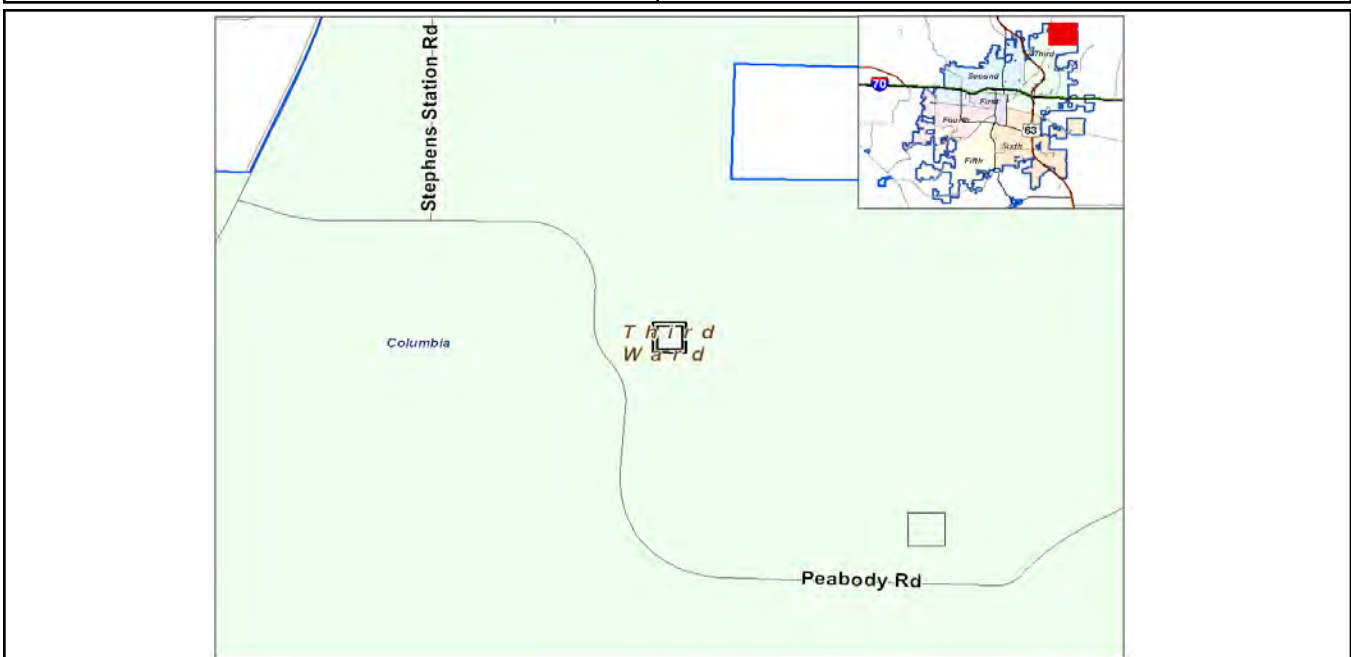 Stephens Station Rd
Third
Second
70
First
Fourth
63
Sixth
Fifth
Third
Ward
Columbia
Peabody Rd